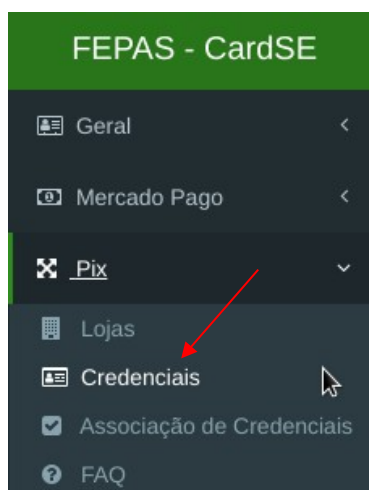 FEPAS - CardSE
Geral
Mercado Pago
Pix
Lojas
Credenciais
Associação de Credenciais
FAQ